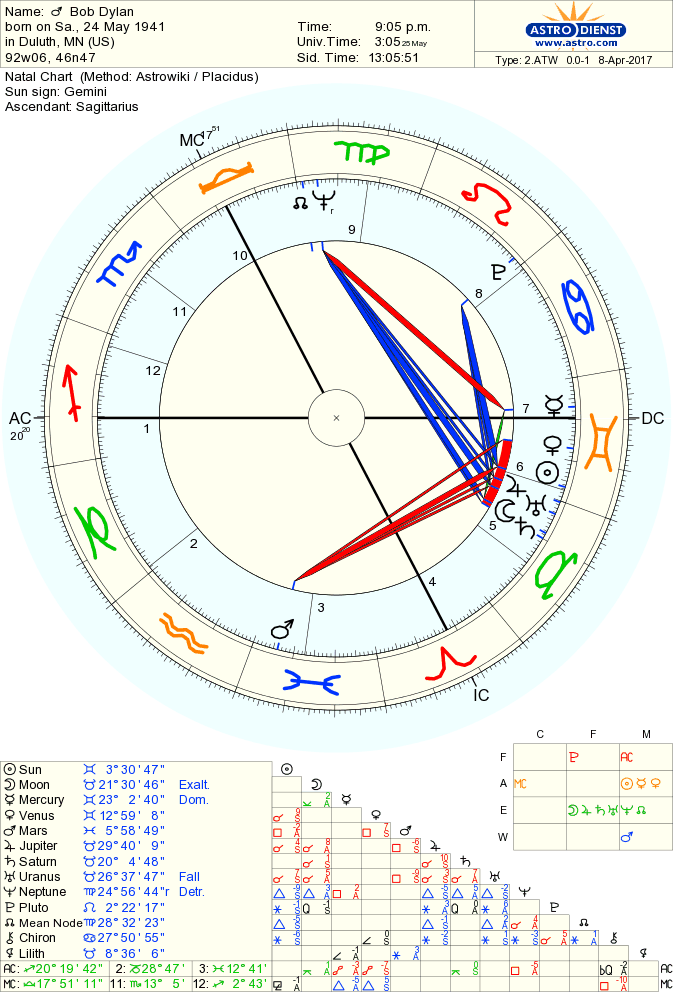 Name: ♂ Bob Dylan
born on Sa., 24 May 1941
in Duluth, MN (US)
92w06, 46n47
Time: 9:05 p.m.
Univ.Time: 3:05 25 May
Sid. Time: 13:05:51
ASTRO DIENST
www.astro.com
Type: 2.ATW 0.0-1 8-Apr-2017
Natal Chart (Method: Astrowiki / Placidus)
Sun sign: Gemini
Ascendant: Sagittarius
MC 17 51
r
9
10
8
11
12
AC
20 20
1
7
DC
6
5
2
4
3
IC
C F M
F ♇ AC
A MC ☉ ☿ ♀
E ☽ ♃ ♄ ♅ ♆ ☊
W ♂
☉ Sun ♊ 3°30'47"
☽ Moon ♉ 21°30'46" Exalt.
☿ Mercury ♊ 23° 2'40" Dom.
♀ Venus ♊ 12°59' 8"
♂ Mars ♓ 5°58'49"
♃ Jupiter ♉ 29°40' 9"
♄ Saturn ♉ 20° 4'48"
♅ Uranus ♉ 26°37'47" Fall
♆ Neptune ♍ 24°56'44"r Detr.
♇ Pluto ♌ 2°22'17"
☊ Mean Node ♍ 28°32'23"
⚷ Chiron ♋ 27°50'55"
⚸ Lilith ♉ 8°36' 6"
AC: ♐ 20°19'42" 2: ♑ 28°47' 3: ♓ 12°41'
MC: ♎ 17°51'11" 11: ♏ 13° 5' 12: ♐ 2°43'
AC
MC